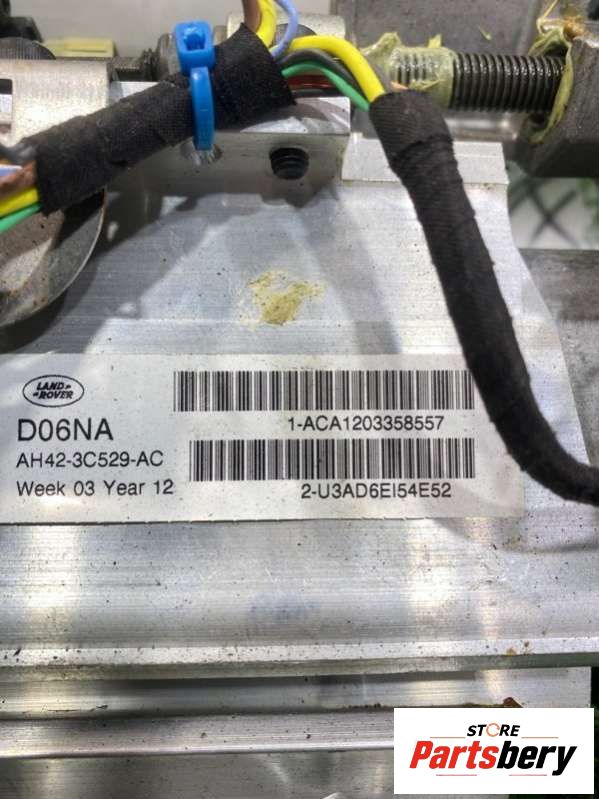 LAND-
-ROVER
D06NA
1-ACA1203358557
AH42-3C529-AC
Week 03 Year 12
2-U3AD6EI54E52
STORE
Partsbery